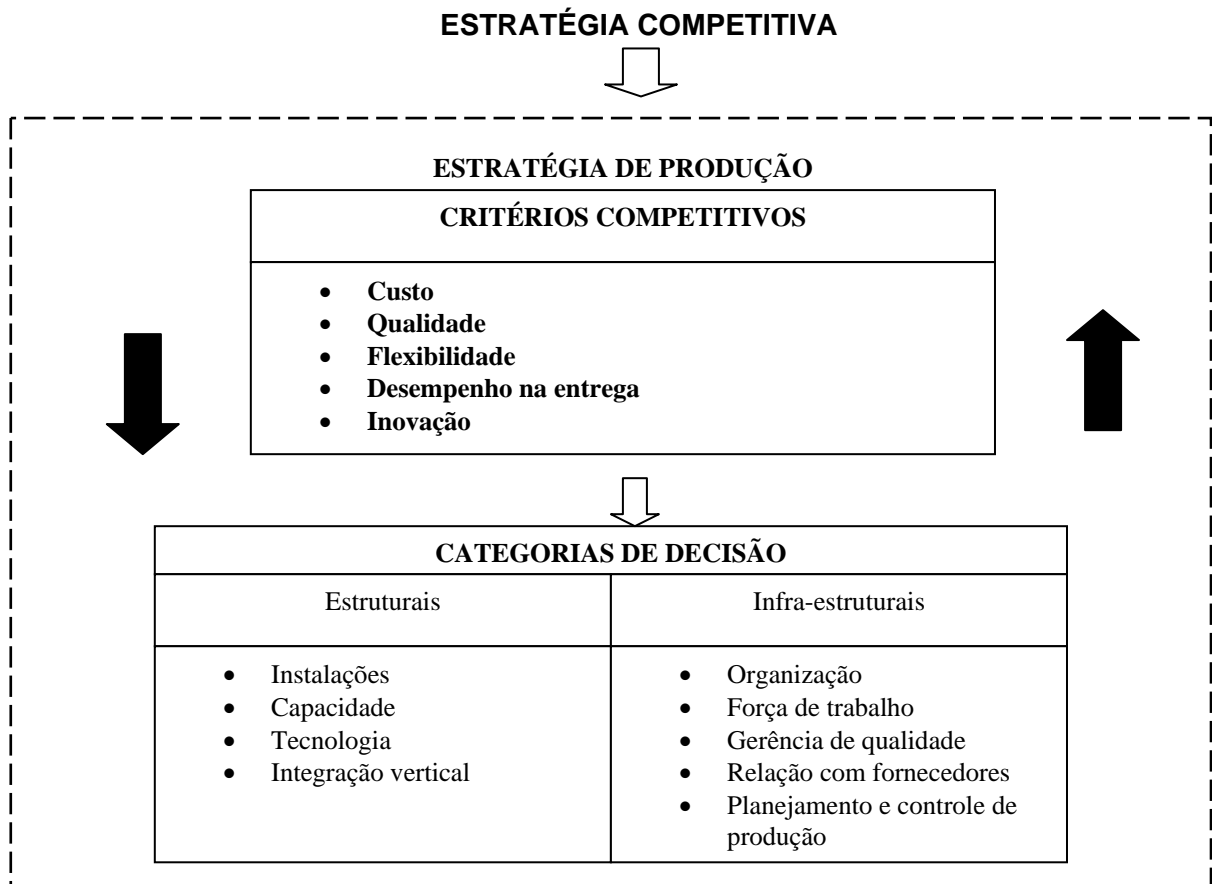 ESTRATÉGIA COMPETITIVA
ESTRATÉGIA DE PRODUÇÃO
CRITÉRIOS COMPETITIVOS
• Custo
• Qualidade
• Flexibilidade
• Desempenho na entrega
• Inovação
CATEGORIAS DE DECISÃO
Estruturais
• Instalações
• Capacidade
• Tecnologia
• Integração vertical
Infra-estruturais
• Organização
• Força de trabalho
• Gerência de qualidade
• Relação com fornecedores
• Planejamento e controle de
produção